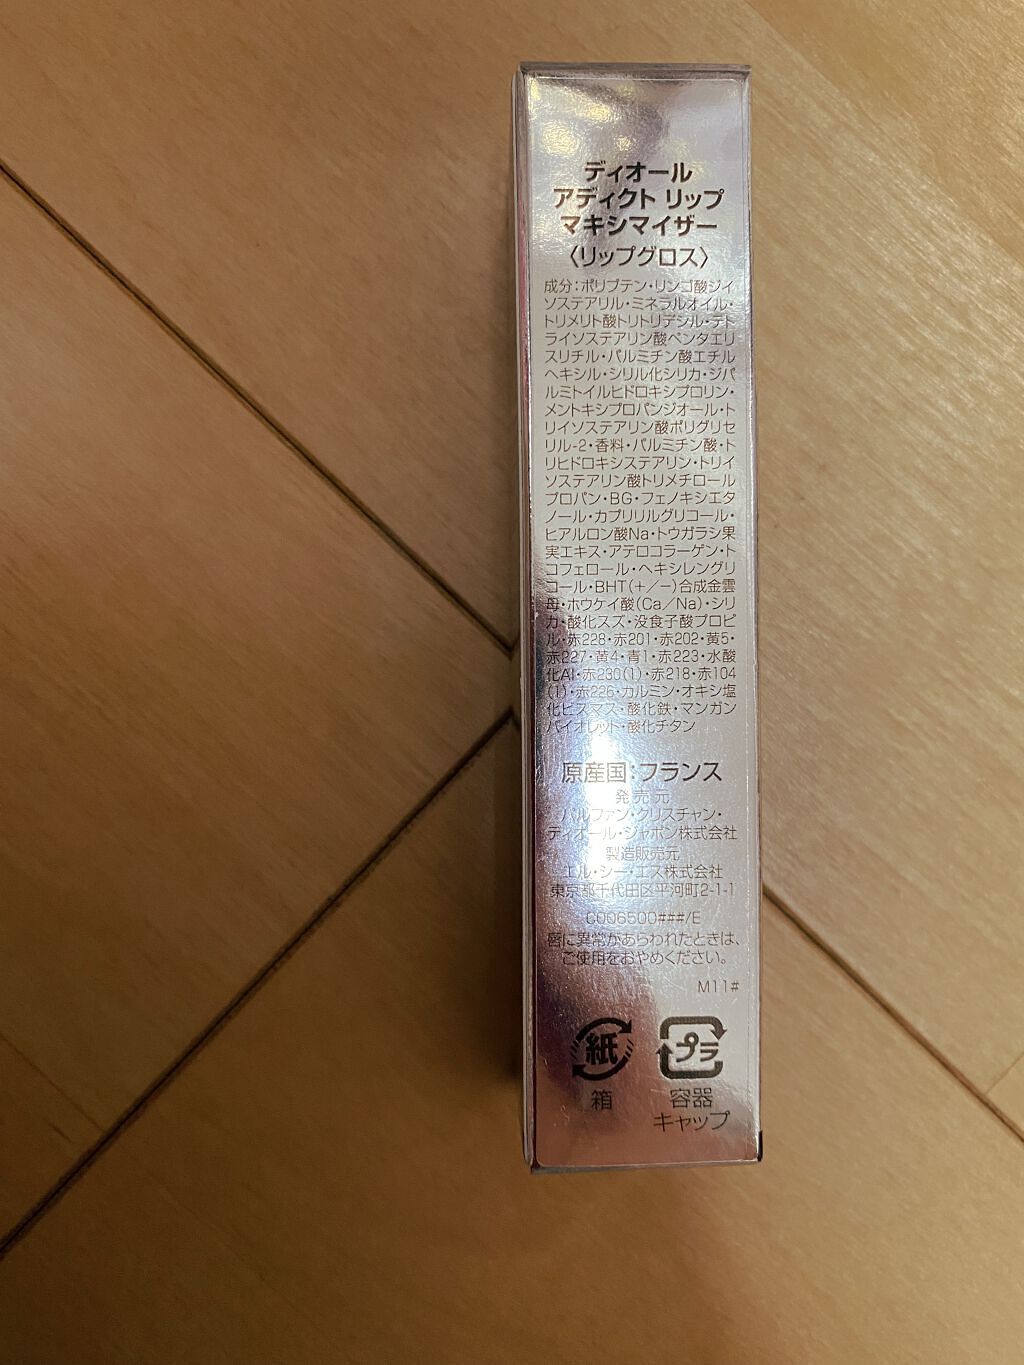 ディオール
アディクト リップ
マキシマイザー
〈リップグロス〉
成分：ポリブテン・リンゴ酸ジイ
ソステアリル・ミネラルオイル・
トリメリト酸トリトリデシル・テト
ライソステアリン酸ペンタエリ
スリチル・パルミチン酸エチル
ヘキシル・シリル化シリカ・ジパ
ルミトイルヒドロキシプロリン・
メントキシプロパンジオール・ト
リイソステアリン酸ポリグリセ
リル-2・香料・パルミチン酸・ト
リヒドロキシステアリン・トリイ
ソステアリン酸トリメチロール
プロパン・BG・フェノキシエタ
ノール・カプリリルグリコール・
ヒアルロン酸Na・トウガラシ果
実エキス・アテロコラーゲン・ト
コフェロール・ヘキシレングリ
コール・BHT(+/−)合成金雲
母・ホウケイ酸(Ca/Na)・シリ
カ・酸化スズ・没食子酸プロピ
ル・赤228・赤201・赤202・黄5・
赤227・黄4・青1・赤223・水酸
化Al・赤230(1)・赤218・赤104
(1)・赤226・カルミン・オキシ塩
化ビスマス・酸化鉄・マンガン
バイオレット・酸化チタン
原産国：フランス
発売元
パルファン・クリスチャン・
ディオール・ジャポン株式会社
製造販売元
エル・シー・エス株式会社
東京都千代田区平河町2-1-1
C006500###/E
唇に異常があらわれたときは、
ご使用をおやめください。
M11#
紙
プラ
箱
容器
キャップ